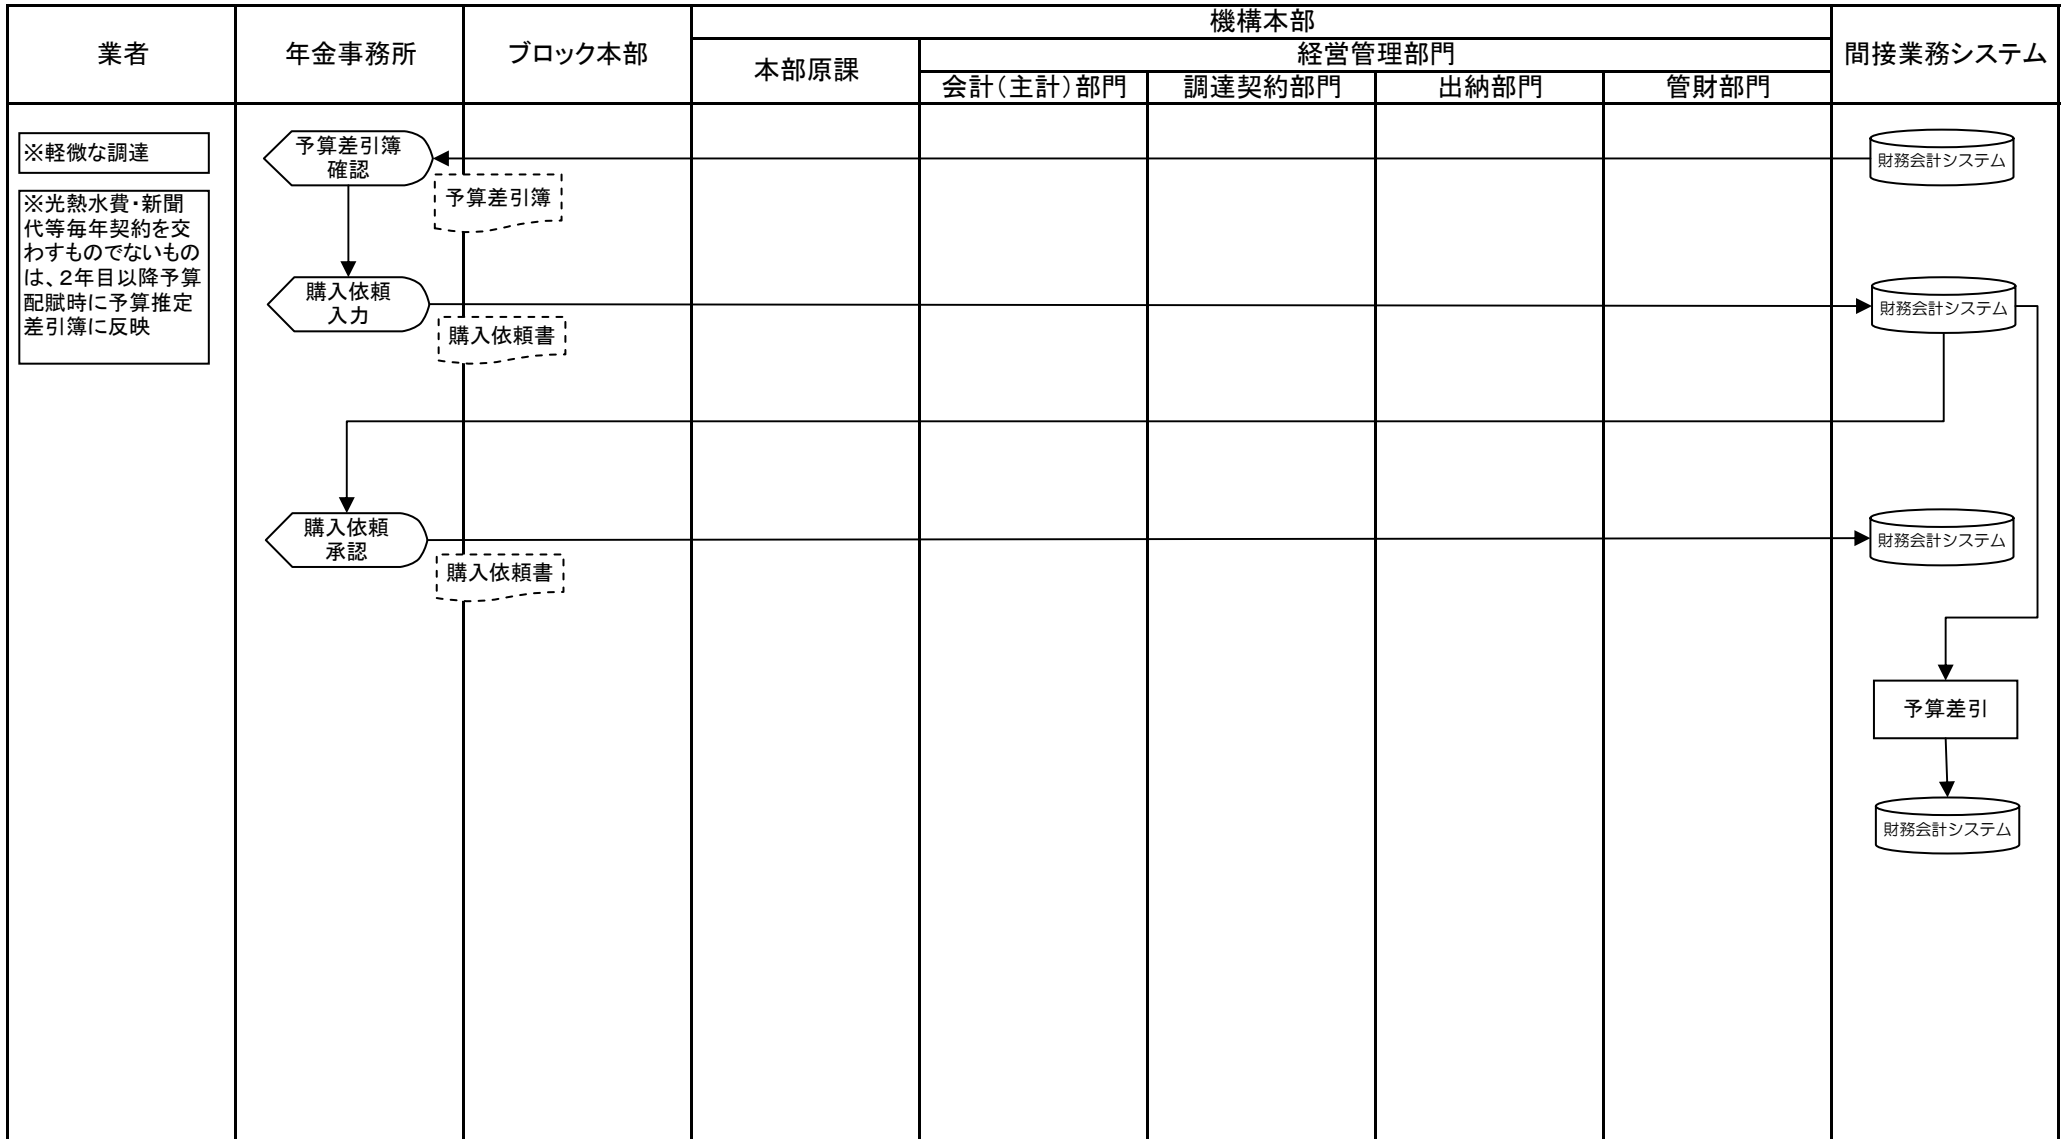 機構本部
業者
年金事務所
ブロック本部
本部原課
経営管理部門
間接業務システム
会計(主計)部門
調達契約部門
出納部門
管財部門
※軽微な調達
※光熱水費・新聞
代等毎年契約を交
わすものでないもの
は、2年目以降予算
配賦時に予算推定
差引簿に反映
予算差引簿
確認
予算差引簿
財務会計システム
購入依頼
入力
購入依頼書
財務会計システム
購入依頼
承認
購入依頼書
財務会計システム
予算差引
財務会計システム